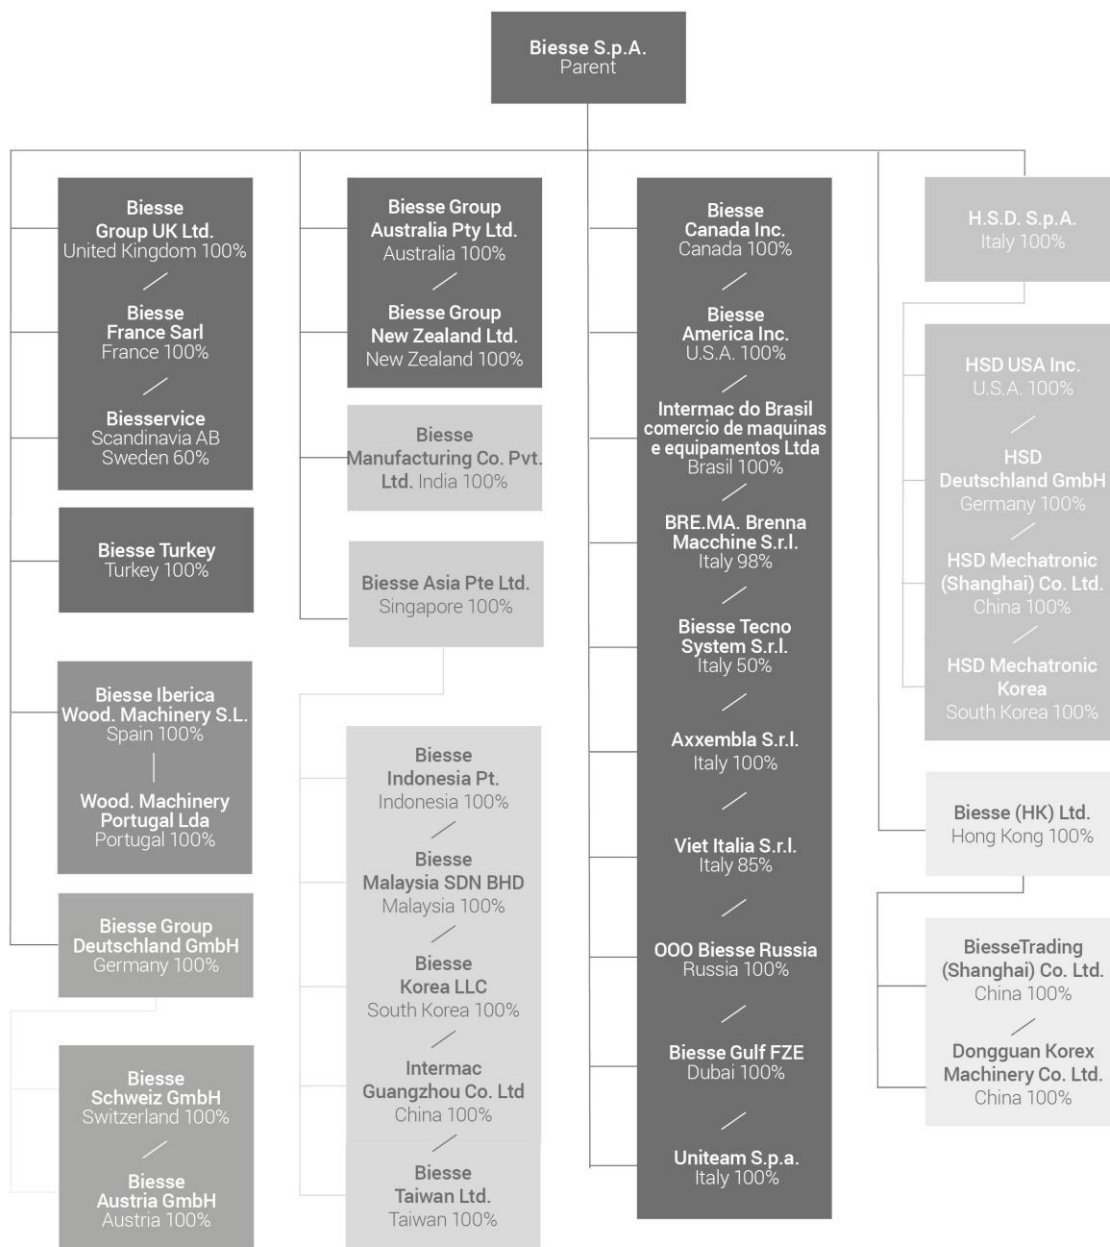 Biesse S.p.A.
Parent
Biesse
Group UK Ltd.
United Kingdom 100%
Biesse
France Sarl
France 100%
Biesservice
Scandinavia AB
Sweden 60%
Biesse Turkey
Turkey 100%
Biesse Iberica
Wood. Machinery S.L.
Spain 100%
Wood. Machinery
Portugal Lda
Portugal 100%
Biesse Group
Deutschland GmbH
Germany 100%
Biesse
Schweiz GmbH
Switzerland 100%
Biesse
Austria GmbH
Austria 100%
Biesse Group
Australia Pty Ltd.
Australia 100%
Biesse Group
New Zealand Ltd.
New Zealand 100%
Biesse
Manufacturing Co. Pvt.
Ltd. India 100%
Biesse Asia Pte Ltd.
Singapore 100%
Biesse
Indonesia Pt.
Indonesia 100%
Biesse
Malaysia SDN BHD
Malaysia 100%
Biesse
Korea LLC
South Korea 100%
Intermac
Guangzhou Co. Ltd
China 100%
Biesse
Taiwan Ltd.
Taiwan 100%
Biesse
Canada Inc.
Canada 100%
Biesse
America Inc.
U.S.A. 100%
Intermac do Brasil
comercio de maquinas
e equipamentos Ltda
Brasil 100%
BRE.MA. Brenna
Macchine S.r.l.
Italy 98%
Biesse Tecno
System S.r.l.
Italy 50%
Axxembla S.r.l.
Italy 100%
Viet Italia S.r.l.
Italy 85%
OOO Biesse Russia
Russia 100%
Biesse Gulf FZE
Dubai 100%
Uniteam S.p.a.
Italy 100%
H.S.D. S.p.A.
Italy 100%
HSD USA Inc.
U.S.A. 100%
HSD
Deutschland GmbH
Germany 100%
HSD Mechatronic
(Shanghai) Co. Ltd.
China 100%
HSD Mechatronic
Korea
South Korea 100%
Biesse (HK) Ltd.
Hong Kong 100%
BiesseTrading
(Shanghai) Co. Ltd.
China 100%
Dongguan Korex
Machinery Co. Ltd.
China 100%